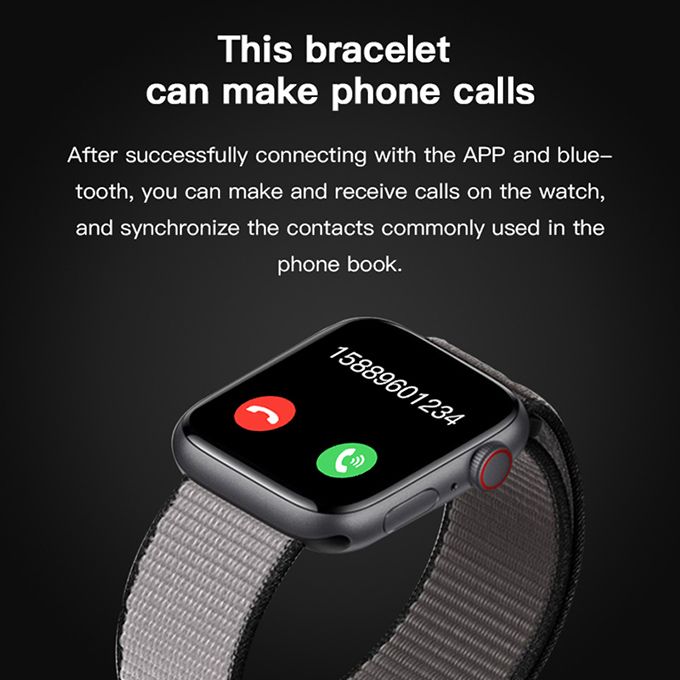 This bracelet
can make phone calls
After successfully connecting with the APP and blue-
tooth, you can make and receive calls on the watch,
and synchronize the contacts commonly used in the
phone book.
15889601234